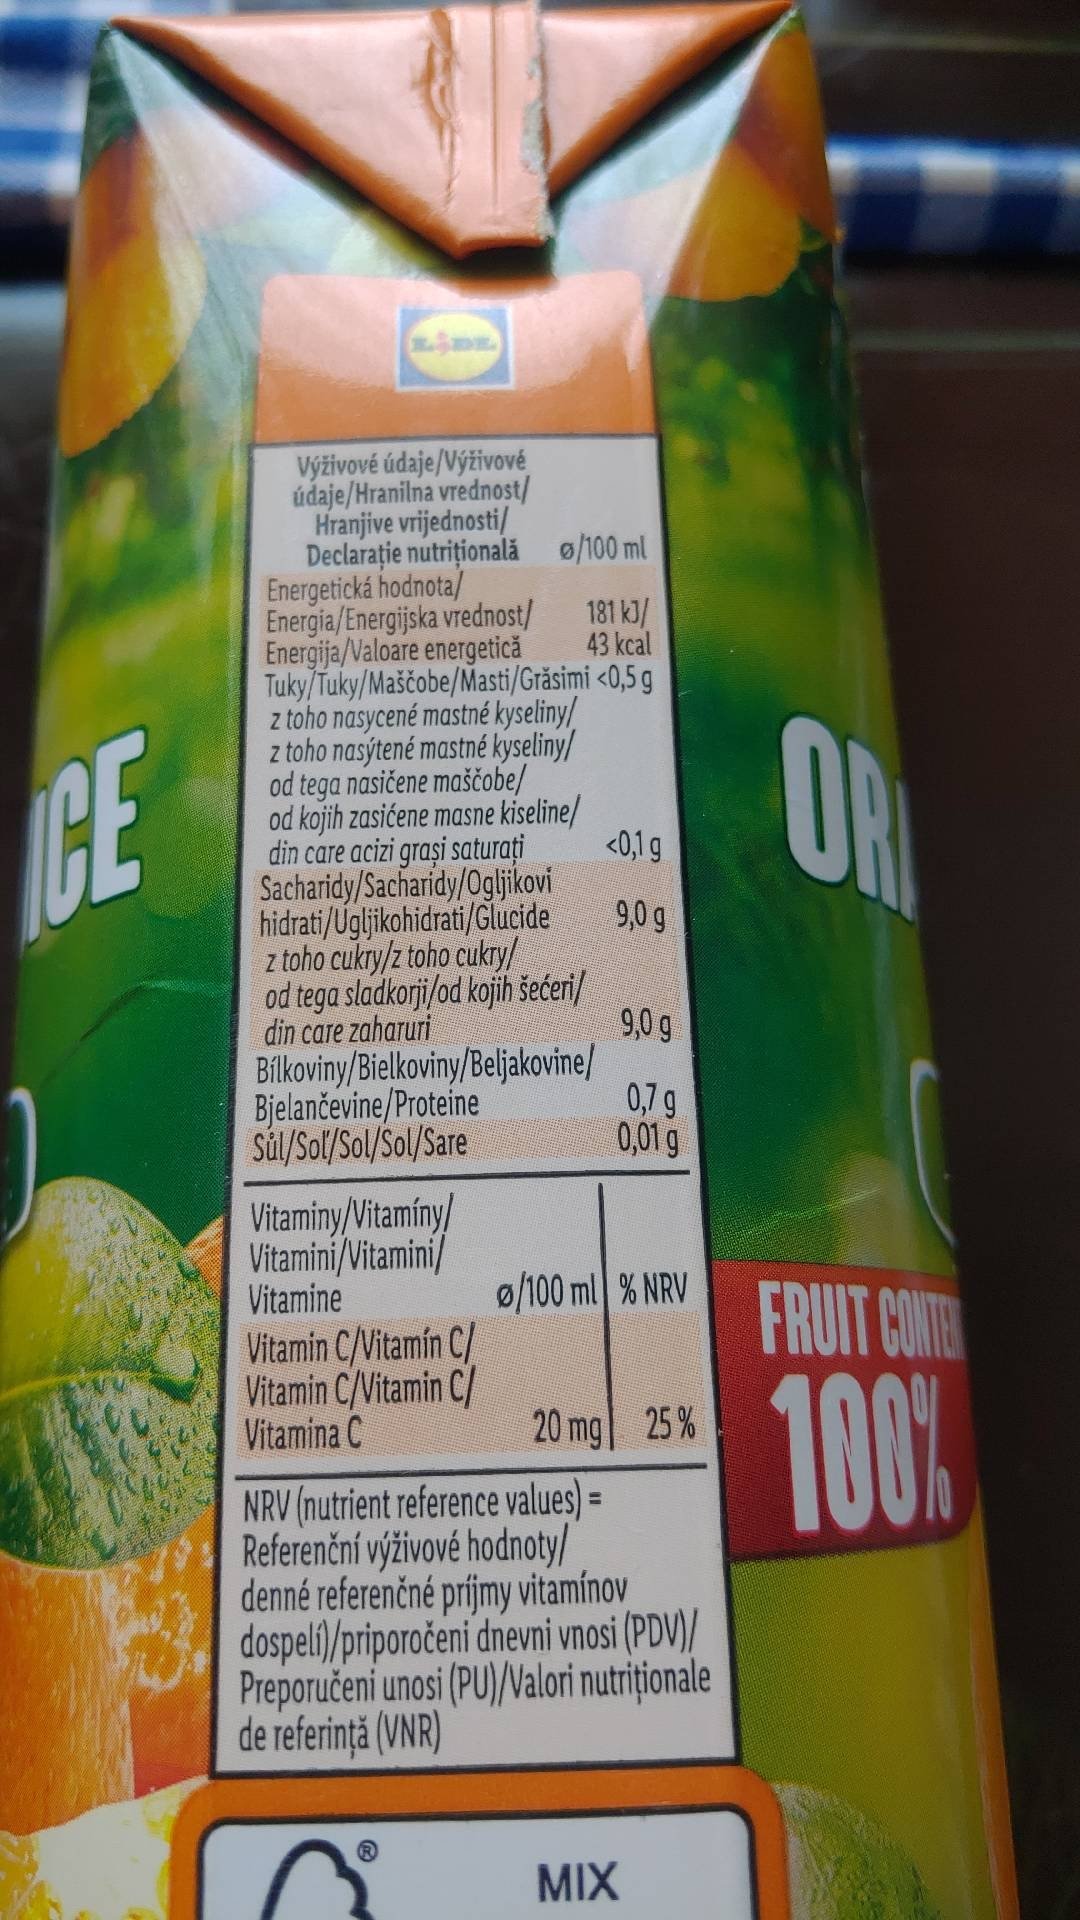 LIDL
Výživové údaje/Výživové
údaje/Hranilna vrednost/
Hranjive vrijednosti/
Declarație nutrițională ø/100 ml
Energetická hodnota/
Energia/Energijska vrednost/ 181 kJ/
Energija/Valoare energetică 43 kcal
Tuky/Tuky/Maščobe/Masti/Grăsimi <0,5 g
z toho nasycené mastné kyseliny/
z toho nasýtené mastné kyseliny/
od tega nasičene maščobe/
od kojih zasićene masne kiseline/
din care acizi grași saturați <0,1 g
Sacharidy/Sacharidy/Ogljikovi
hidrati/Ugljikohidrati/Glucide 9,0 g
z toho cukry/z toho cukry/
od tega sladkorji/od kojih šećeri/
din care zaharuri 9,0 g
Bílkoviny/Bielkoviny/Beljakovine/
Bjelančevine/Proteine 0,7 g
Sůl/Soľ/Sol/Sol/Sare 0,01 g
Vitaminy/Vitamíny/
Vitamini/Vitamini/
Vitamine ø/100 ml % NRV
Vitamin C/Vitamín C/
Vitamin C/Vitamin C/
Vitamina C 20 mg 25 %
NRV (nutrient reference values) =
Referenční výživové hodnoty/
denné referenčné príjmy vitamínov
dospelí)/priporočeni dnevni vnosi (PDV)/
Preporučeni unosi (PU)/Valori nutriționale
de referință (VNR)
®
MIX
ICE
OR
FRUIT CONTEN
100%